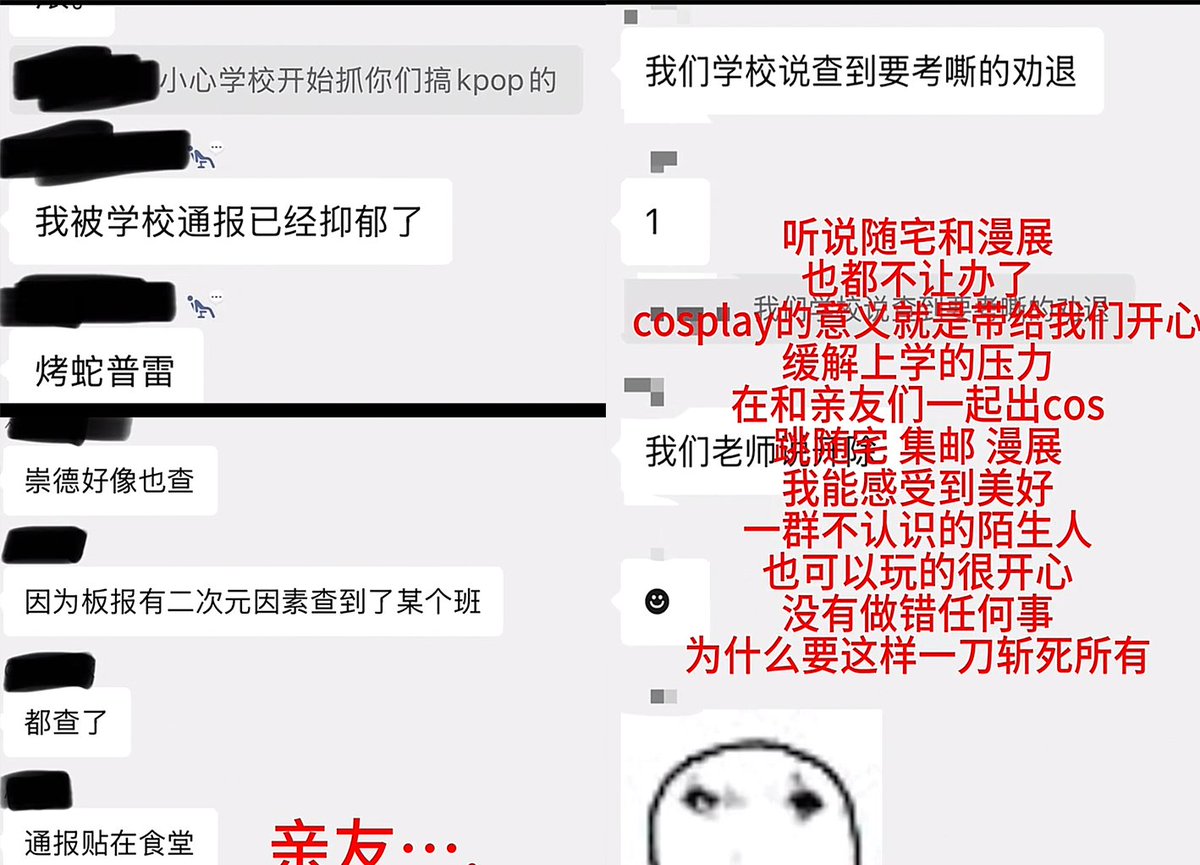 小心学校开始抓你们搞kpop的
我被学校通报已经抑郁了
烤蛇普雷
崇德好像也查
因为板报有二次元因素查到了某个班
都查了
通报贴在食堂
亲友….
我们学校说查到要考嘶的劝退
1
我们学校说查到要考嘶的劝退
我们老师说开除
听说随宅和漫展
也都不让办了
cosplay的意义就是带给我们开心
缓解上学的压力
在和亲友们一起出cos
跳随宅 集邮 漫展
我能感受到美好
一群不认识的陌生人
也可以玩的很开心
没有做错任何事
为什么要这样一刀斩死所有